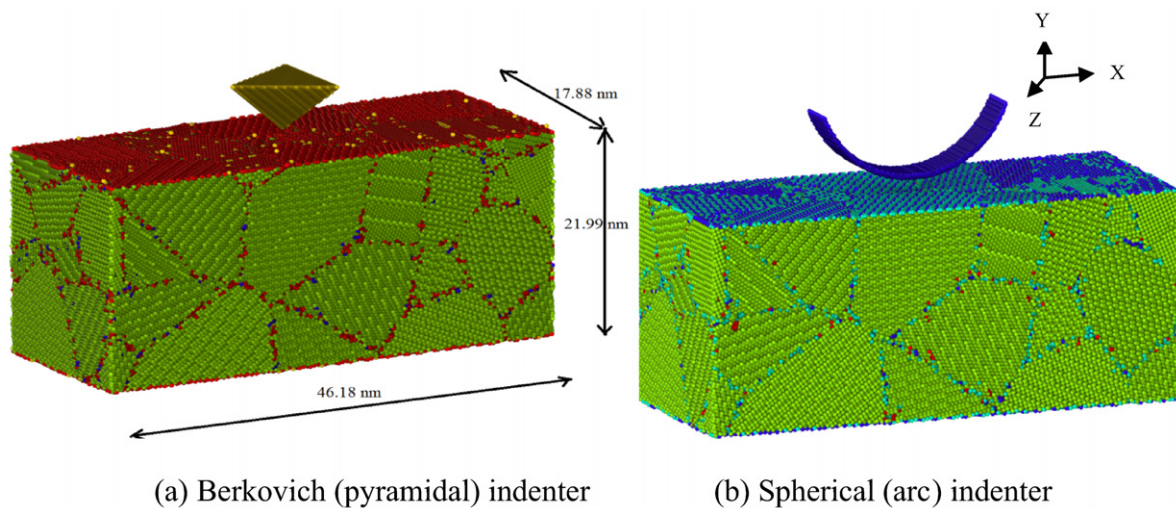 17.88 nm
21.99 nm
46.18 nm
(a) Berkovich (pyramidal) indenter
Y
X
Z
(b) Spherical (arc) indenter